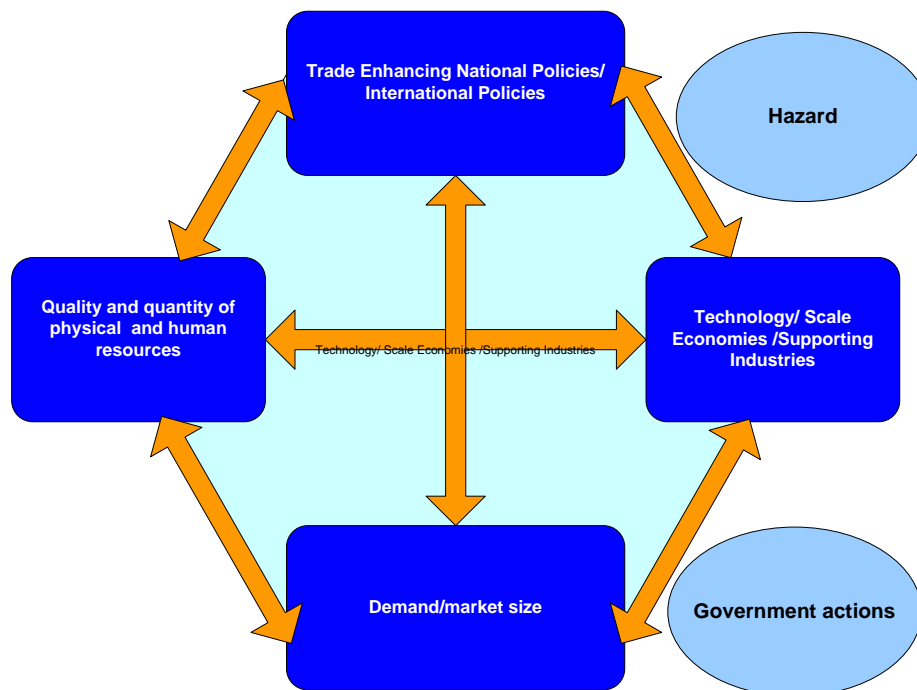 Trade Enhancing National Policies/
International Policies
Hazard
Quality and quantity of
physical and human
resources
Technology/ Scale Economies /Supporting Industries
Technology/ Scale
Economies /Supporting
Industries
Demand/market size
Government actions